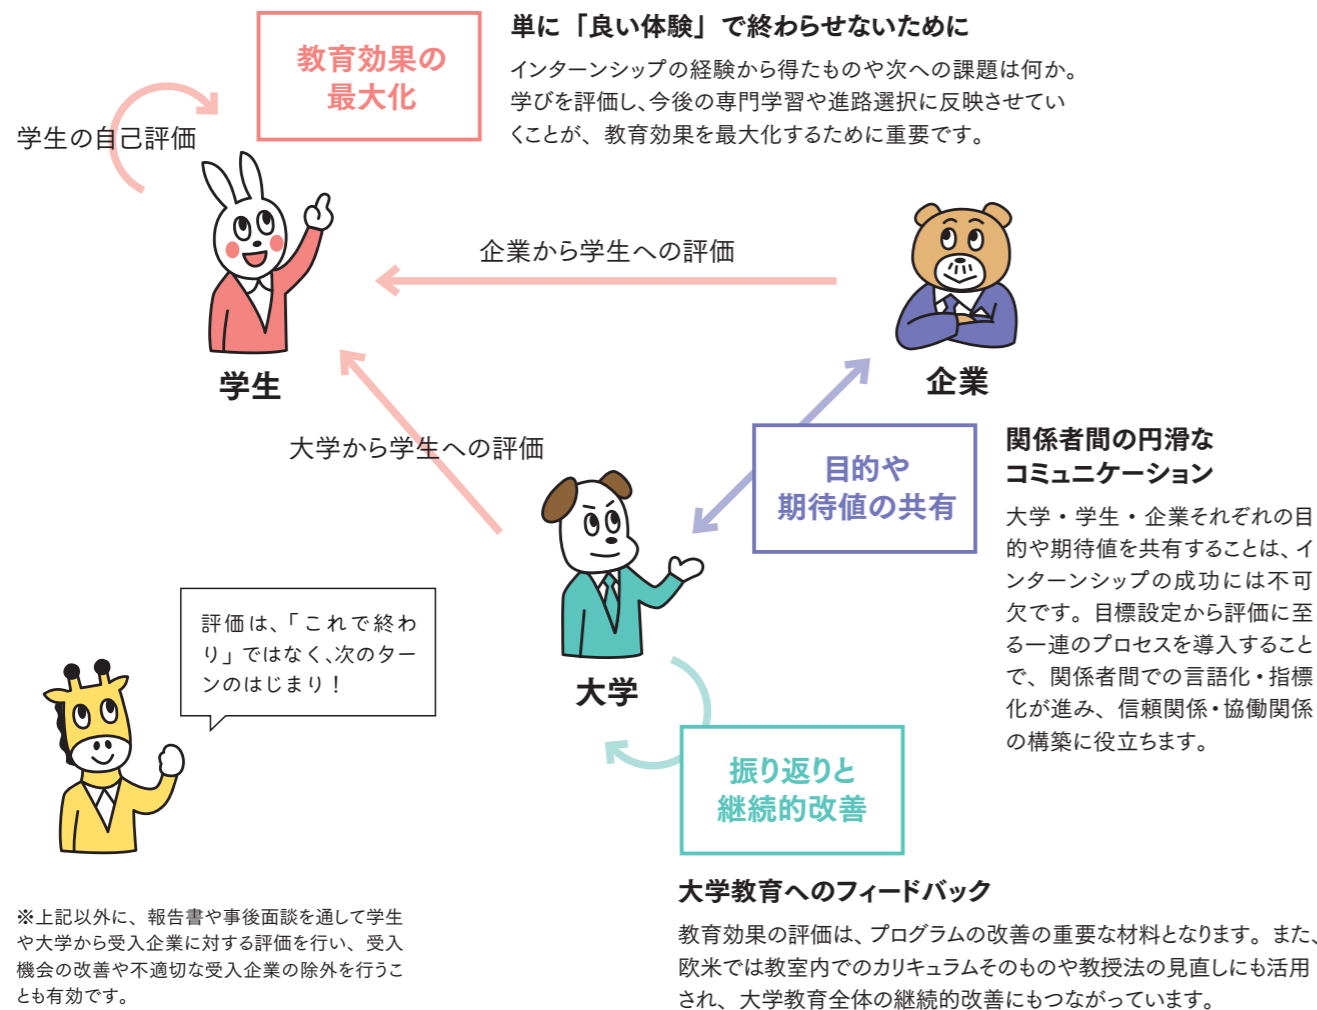 教育効果の
最大化
単に「良い体験」で終わらせないために
インターンシップの経験から得たものや次への課題は何か。
学びを評価し、今後の専門学習や進路選択に反映させてい
くことが、教育効果を最大化するために重要です。
学生の自己評価
企業から学生への評価
学生
企業
大学から学生への評価
目的や
期待値の共有
関係者間の円滑な
コミュニケーション
大学・学生・企業それぞれの目
的や期待値を共有することは、イ
ンターンシップの成功には不可
欠です。目標設定から評価に至
る一連のプロセスを導入すること
で、関係者間での言語化・指標
化が進み、信頼関係・協働関係
の構築に役立ちます。
評価は、「これで終わ
り」ではなく、次のター
ンのはじまり！
大学
振り返りと
継続的改善
大学教育へのフィードバック
教育効果の評価は、プログラムの改善の重要な材料となります。また、
欧米では教室内でのカリキュラムそのものや教授法の見直しにも活用
され、大学教育全体の継続的改善にもつながっています。
※上記以外に、報告書や事後面談を通して学生
や大学から受入企業に対する評価を行い、受入
機会の改善や不適切な受入企業の除外を行うこ
とも有効です。